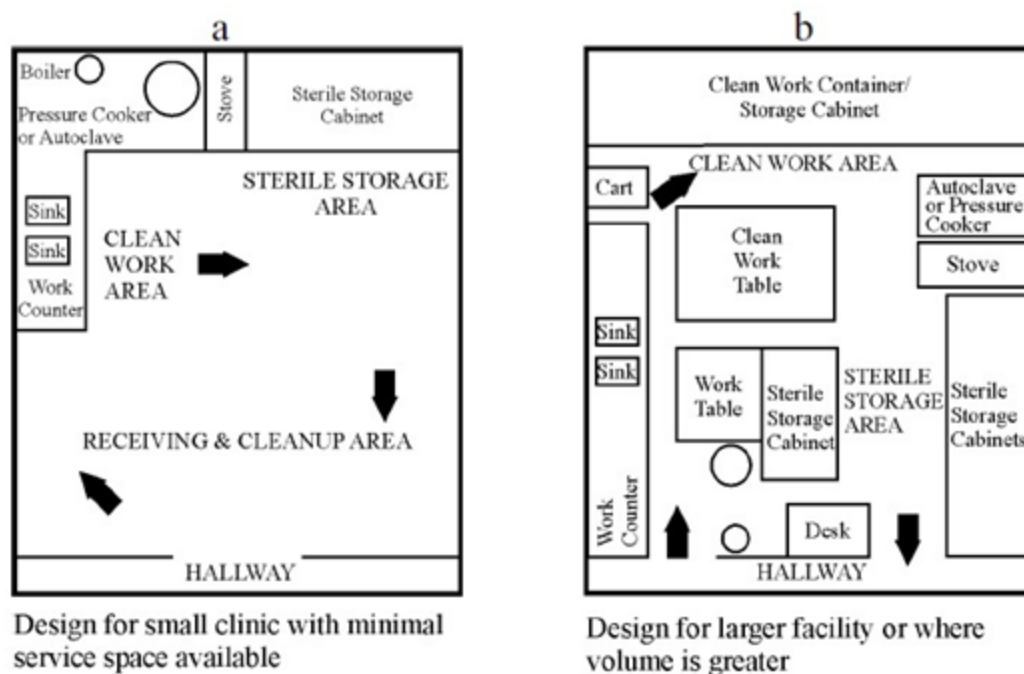 a
Boiler
Pressure Cooker
or Autoclave
Stove
Sterile Storage
Cabinet
STERILE STORAGE
AREA
Sink
Sink
CLEAN
WORK
AREA
Work
Counter
RECEIVING & CLEANUP AREA
HALLWAY
Design for small clinic with minimal
service space available
b
Clean Work Container/
Storage Cabinet
CLEAN WORK AREA
Cart
Autoclave
or Pressure
Cooker
Clean
Work
Table
Stove
Sink
Sink
Work
Table
Sterile
Storage
Cabinet
STERILE
STORAGE
AREA
Sterile
Storage
Cabinets
Work
Counter
Desk
HALLWAY
Design for larger facility or where
volume is greater